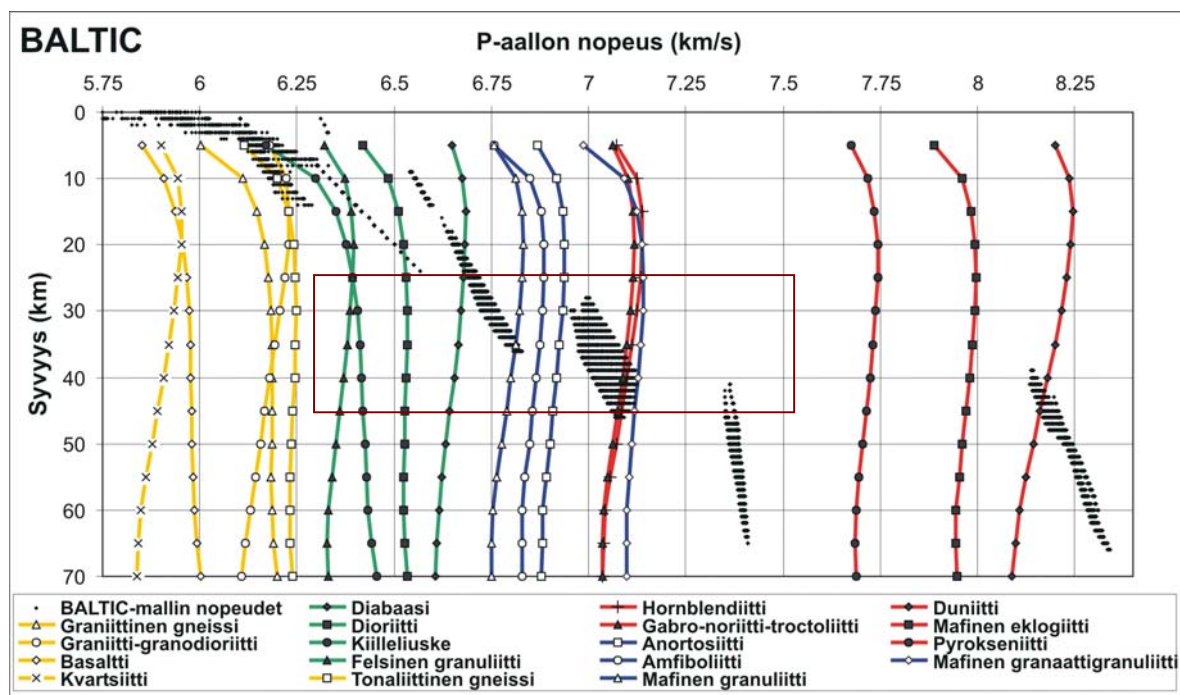 BALTIC
P-aallon nopeus (km/s)
5.75 6 6.25 6.5 6.75 7 7.25 7.5 7.75 8 8.25
Syvyys (km)
0
10
20
30
40
50
60
70
BALTIC-mallin nopeudet Diabaasi Hornblendiitti Duniitti
Graniittinen gneissi Dioriitti Gabro-noriitti-troctoliitti Mafinen eklogiitti
Graniitti-granodioriitti Kiilleliuske Anortosiitti Pyrokseniitti
Basaltti Felsinen granuliitti Amfiboliitti Mafinen granaattigranuliitti
Kvartsiitti Tonaliittinen gneissi Mafinen granuliitti